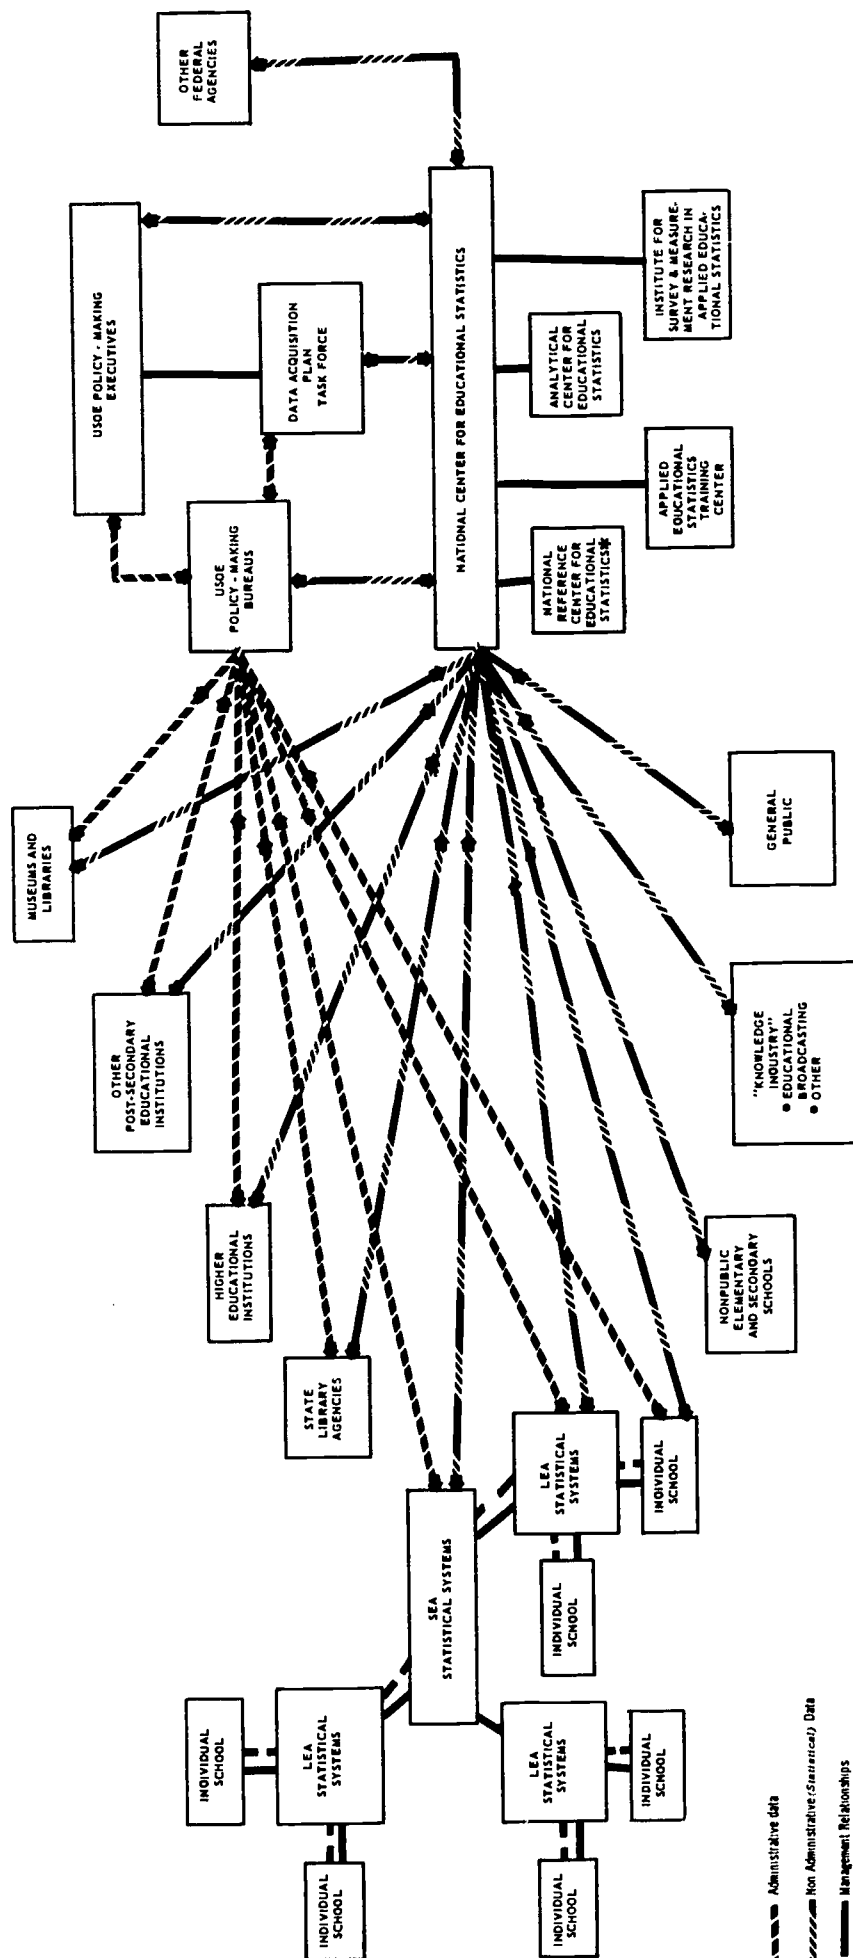 OTHER
FEDERAL
AGENCIES
USOE POLICY - MAKING
EXECUTIVES
DATA ACQUISITION
PLAN
TASK FORCE
USOE
POLICY - MAKING
BUREAUS
NATIONAL CENTER FOR EDUCATIONAL STATISTICS
INSTITUTE FOR
SURVEY & MEASURE-
MENT RESEARCH IN
APPLIED EDUCA-
TIONAL STATISTICS
ANALYTICAL
CENTER FOR
EDUCATIONAL
STATISTICS
APPLIED
EDUCATIONAL
STATISTICS
TRAINING
CENTER
NATIONAL
REFERENCE
CENTER FOR
EDUCATIONAL
STATISTICS*
MUSEUMS AND
LIBRARIES
OTHER
POST-SECONDARY
EDUCATIONAL
INSTITUTIONS
HIGHER
EDUCATIONAL
INSTITUTIONS
STATE
LIBRARY
AGENCIES
GENERAL
PUBLIC
"KNOWLEDGE
INDUSTRY"
● EDUCATIONAL
BROADCASTING
● OTHER
NONPUBLIC
ELEMENTARY
AND SECONDARY
SCHOOLS
SEA
STATISTICAL SYSTEMS
LEA
STATISTICAL
SYSTEMS
INDIVIDUAL
SCHOOL
INDIVIDUAL
SCHOOL
INDIVIDUAL
SCHOOL
LEA
STATISTICAL
SYSTEMS
INDIVIDUAL
SCHOOL
LEA
STATISTICAL
SYSTEMS
INDIVIDUAL
SCHOOL
INDIVIDUAL
SCHOOL
Administrative data
Non Administrative (Statistical) Data
Management Relationships